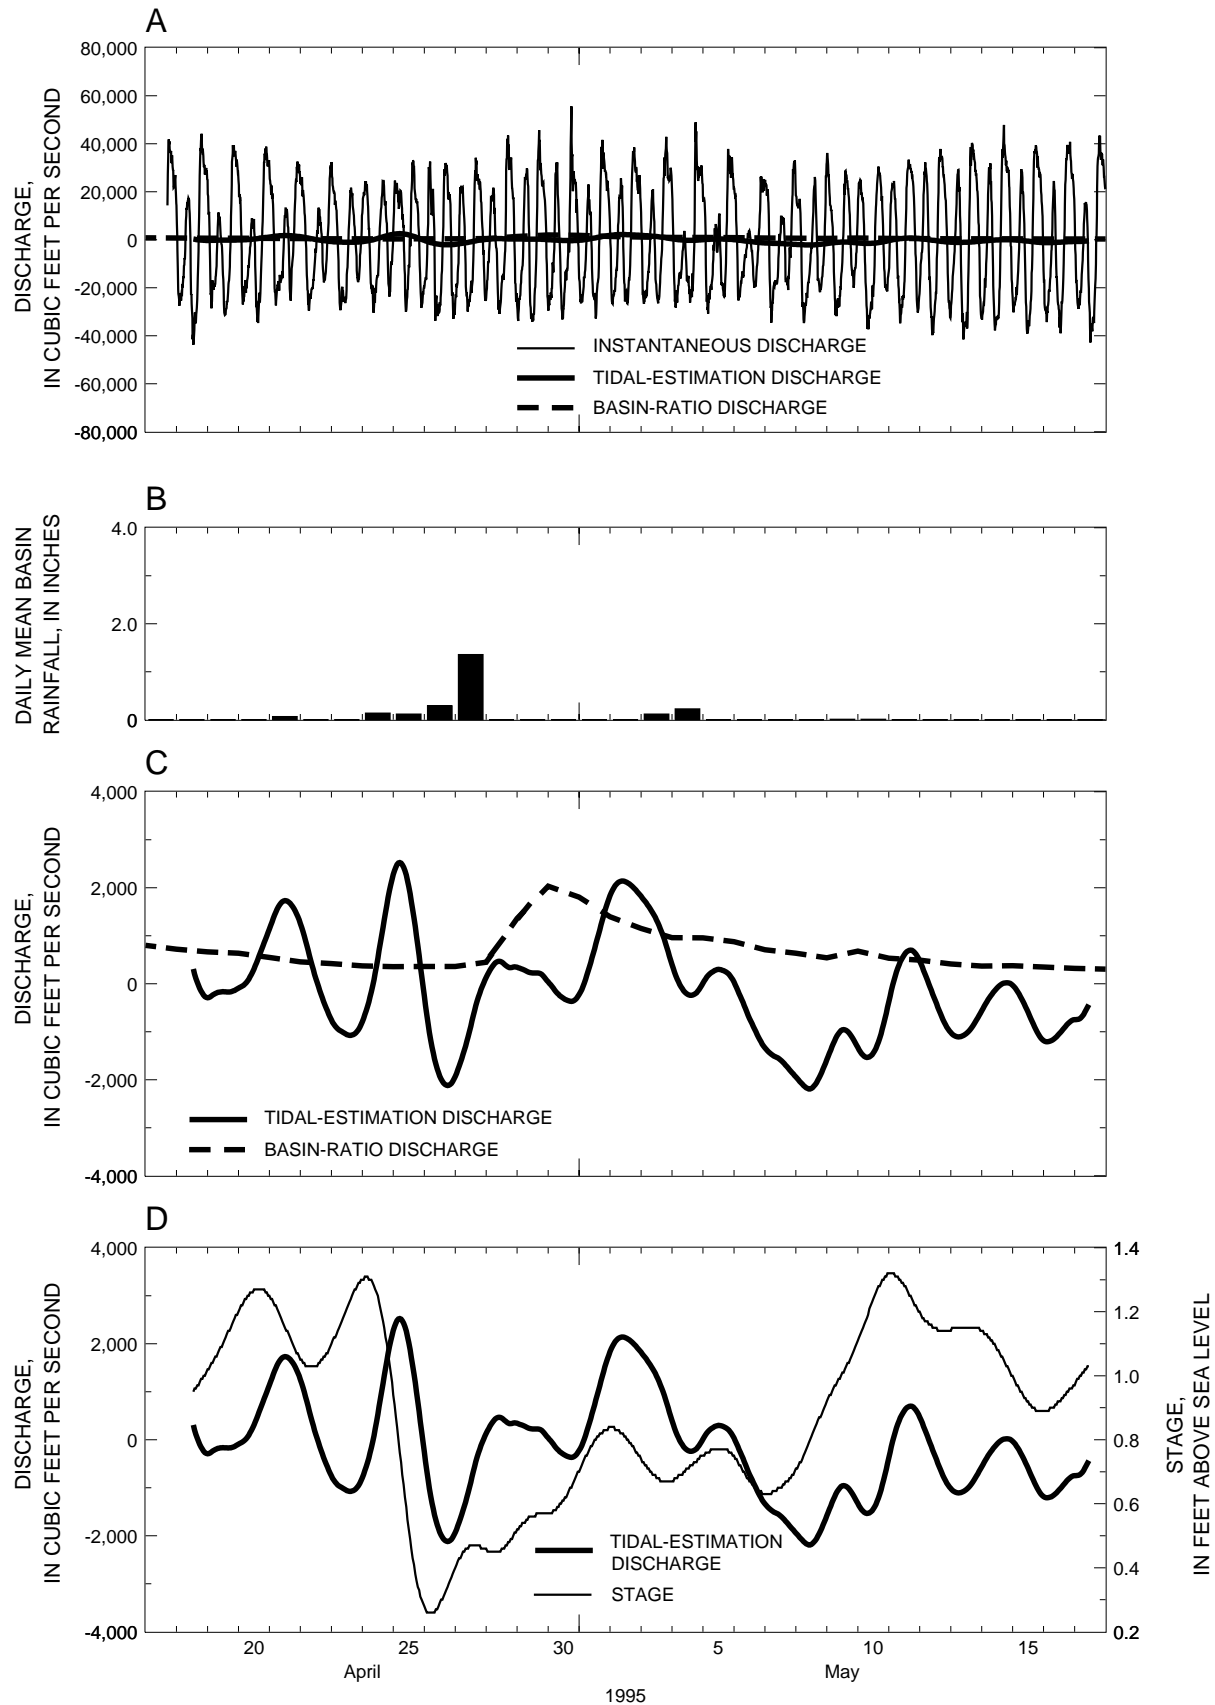 A
80,000
60,000
40,000
20,000
0
-20,000
-40,000
-60,000
-80,000
DISCHARGE,
IN CUBIC FEET PER SECOND
INSTANTANEOUS DISCHARGE
TIDAL-ESTIMATION DISCHARGE
BASIN-RATIO DISCHARGE
B
4.0
2.0
0
DAILY MEAN BASIN
RAINFALL, IN INCHES
C
4,000
2,000
0
-2,000
-4,000
DISCHARGE,
IN CUBIC FEET PER SECOND
TIDAL-ESTIMATION DISCHARGE
BASIN-RATIO DISCHARGE
D
4,000
2,000
0
-2,000
-4,000
DISCHARGE,
IN CUBIC FEET PER SECOND
1.4
1.2
1.0
0.8
0.6
0.4
0.2
STAGE,
IN FEET ABOVE SEA LEVEL
TIDAL-ESTIMATION
DISCHARGE
STAGE
20 25 30 5 10 15
April May
1995